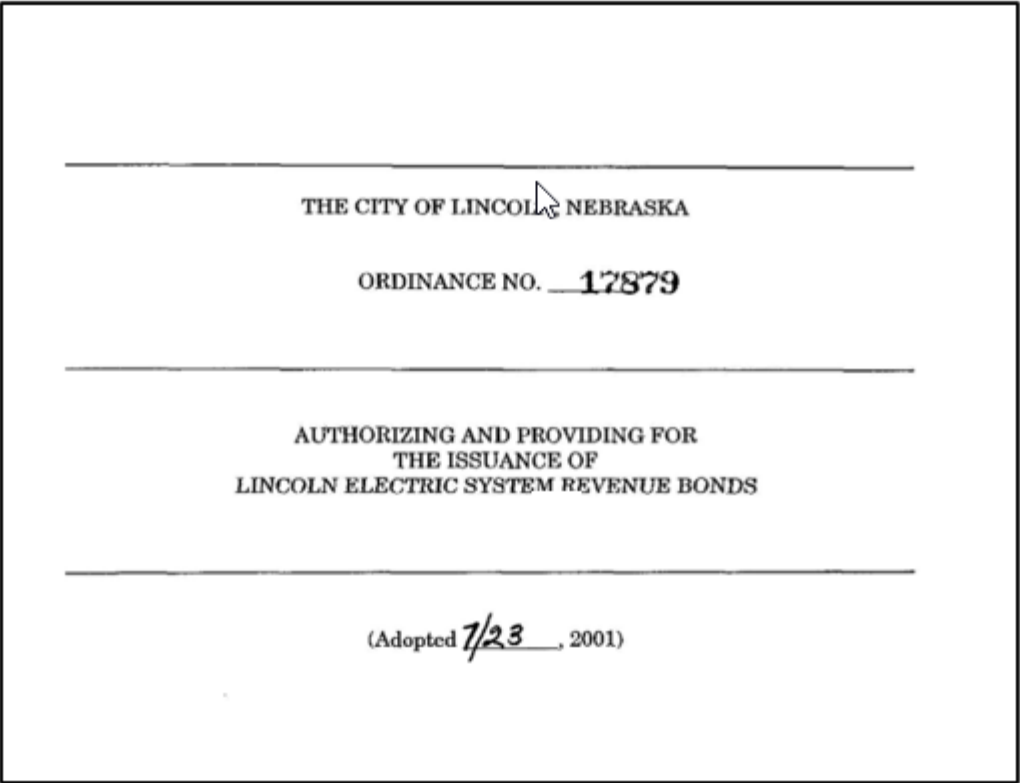 THE CITY OF LINCOLN, NEBRASKA
ORDINANCE NO. 17879
AUTHORIZING AND PROVIDING FOR
THE ISSUANCE OF
LINCOLN ELECTRIC SYSTEM REVENUE BONDS
(Adopted 7/23, 2001)